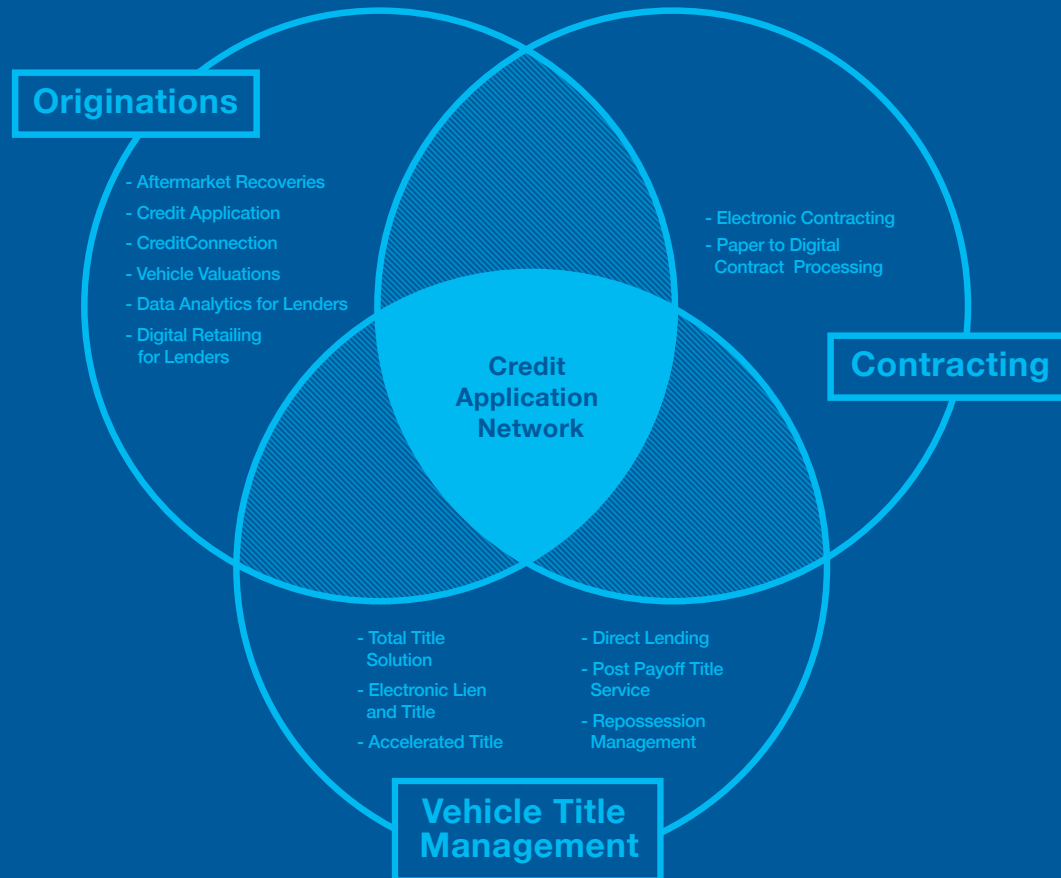 Originations
- Aftermarket Recoveries
- Credit Application
- CreditConnection
- Vehicle Valuations
- Data Analytics for Lenders
- Digital Retailing
for Lenders
- Electronic Contracting
- Paper to Digital
Contract Processing
Contracting
Credit
Application
Network
- Total Title
Solution
- Electronic Lien
and Title
- Accelerated Title
- Direct Lending
- Post Payoff Title
Service
- Repossession
Management
Vehicle Title
Management